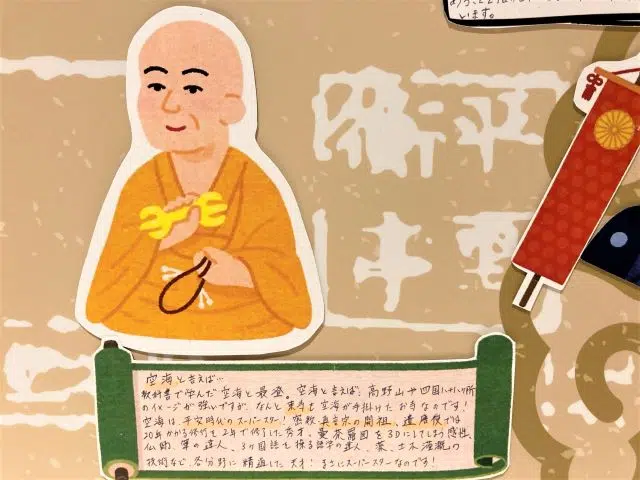 います。
空海と言えば…
教科書で学んだ空海と最澄。空海と言えば、高野山や四国八十八ヶ所
のイメージが強いですが、なんと東寺も空海が手掛けたお寺なのです!
空海は、平安時代のスーパースター!密教・真言宗の開祖、遣唐使では
20年かかる修行を2年で修了した秀才、曼荼羅図を3Dにしてしまう感性、
仏師、筆の達人、3ヶ国語を操る語学の達人、薬、土木灌漑の
技術など、各分野に精通した天才!まさにスーパースターなのです!